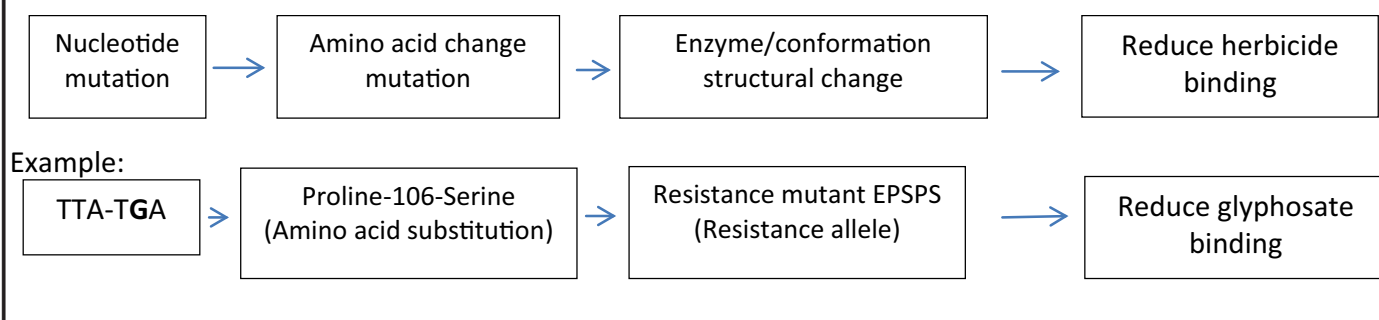 Nucleotide
mutation
Amino acid change
mutation
Enzyme/conformation
structural change
Reduce herbicide
binding
Example:
TTA-TGA
Proline-106-Serine
(Amino acid substitution)
Resistance mutant EPSPS
(Resistance allele)
Reduce glyphosate
binding